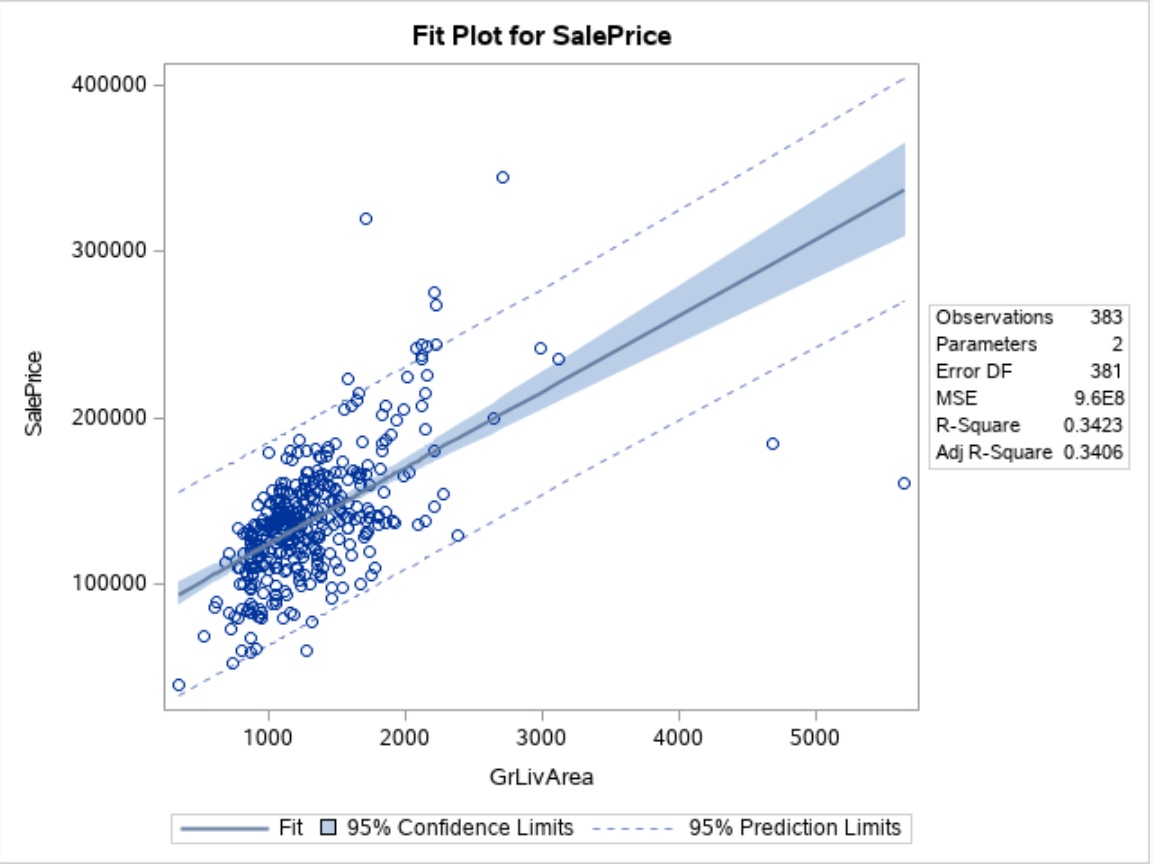 Fit Plot for SalePrice
400000
300000
200000
100000
SalePrice
1000 2000 3000 4000 5000
GrLivArea
Observations 383
Parameters 2
Error DF 381
MSE 9.6E8
R-Square 0.3423
Adj R-Square 0.3406
Fit 95% Confidence Limits 95% Prediction Limits